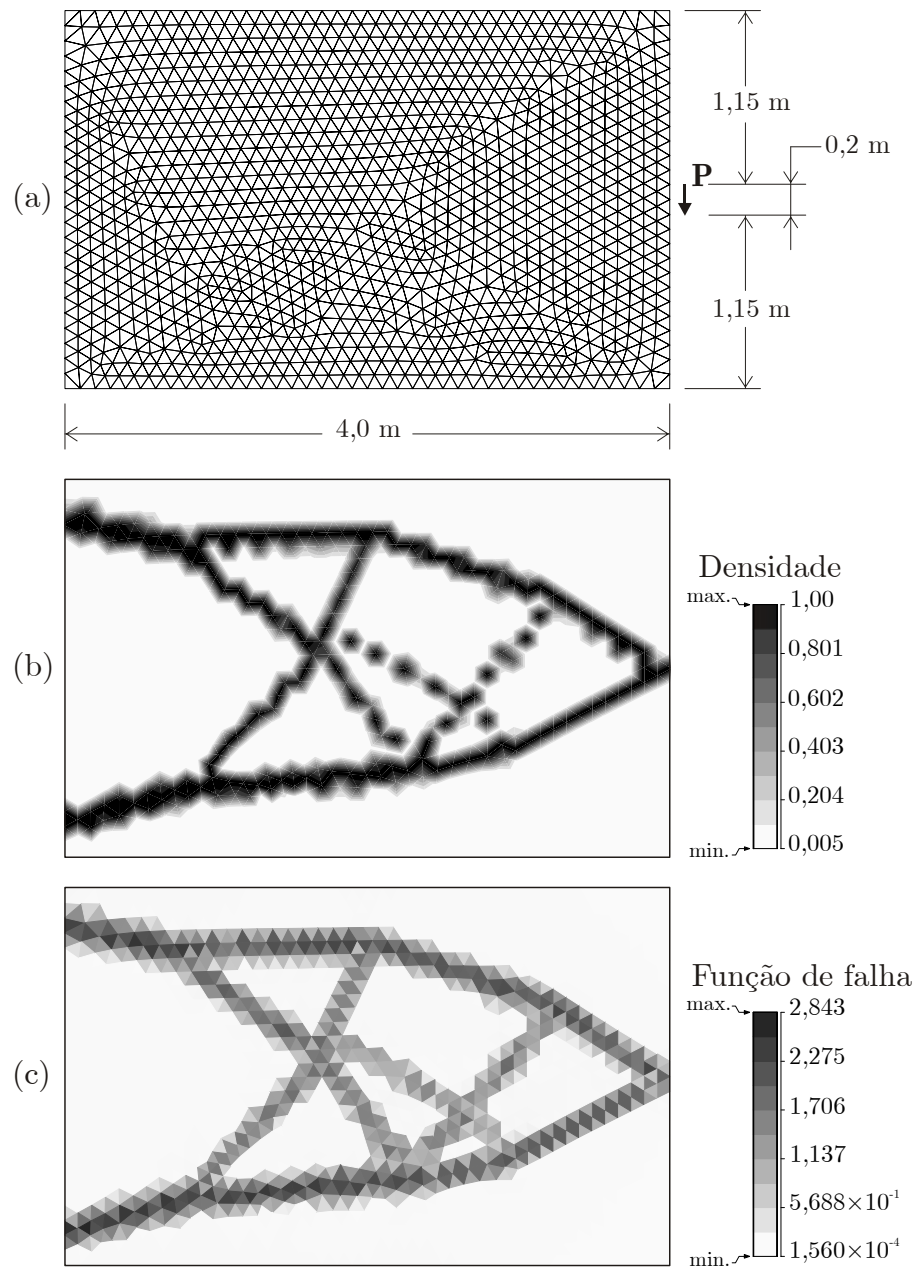 (a)
1,15 m
0,2 m
P
1,15 m
4,0 m
(b)
Densidade
max.
1,00
0,801
0,602
0,403
0,204
min.
0,005
(c)
Função de falha
max.
2,843
2,275
1,706
1,137
5,688×10⁻¹
min.
1,560×10⁻⁴